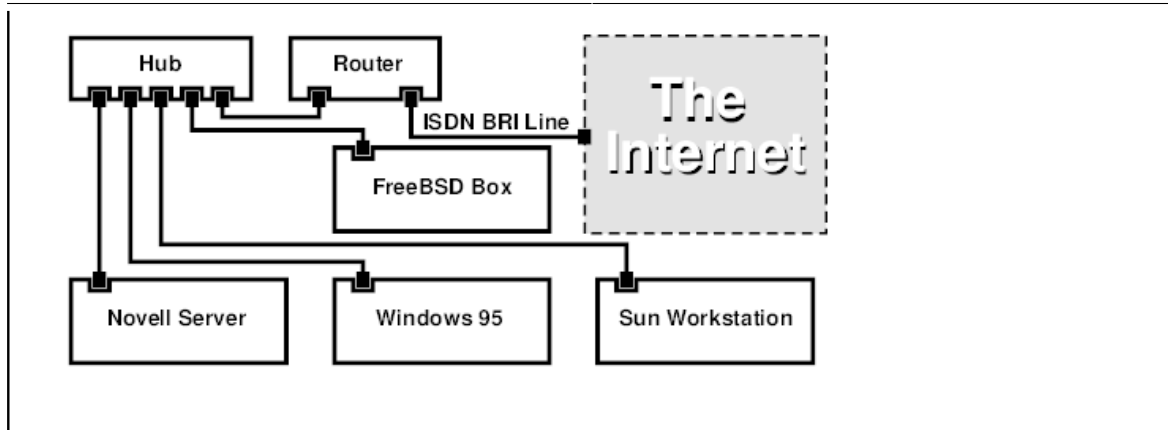 Hub
Router
The
Internet
ISDN BRI Line
FreeBSD Box
Novell Server
Windows 95
Sun Workstation